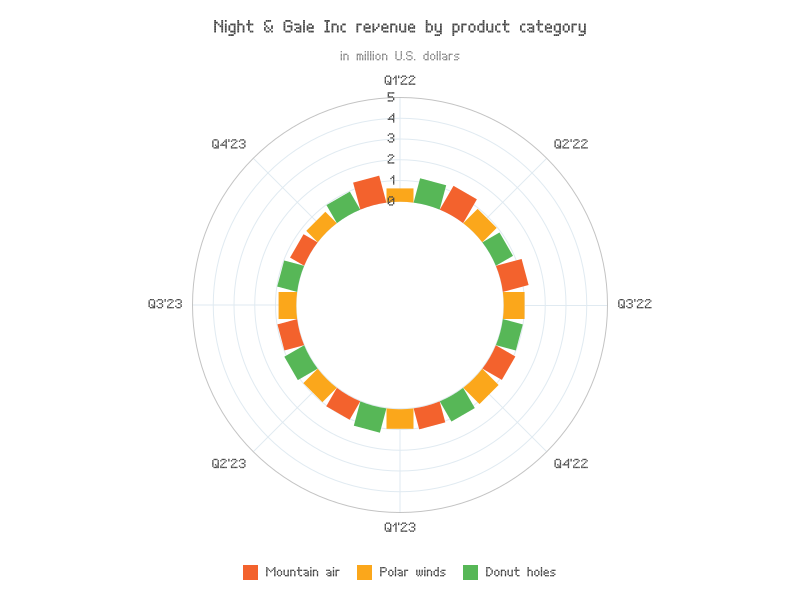 Night & Gale Inc revenue by product category
in million U.S. dollars
Q1'22
5
4
3
2
1
0
Q4'23
Q2'22
Q3'23
Q3'22
Q2'23
Q4'22
Q1'23
Mountain air
Polar winds
Donut holes